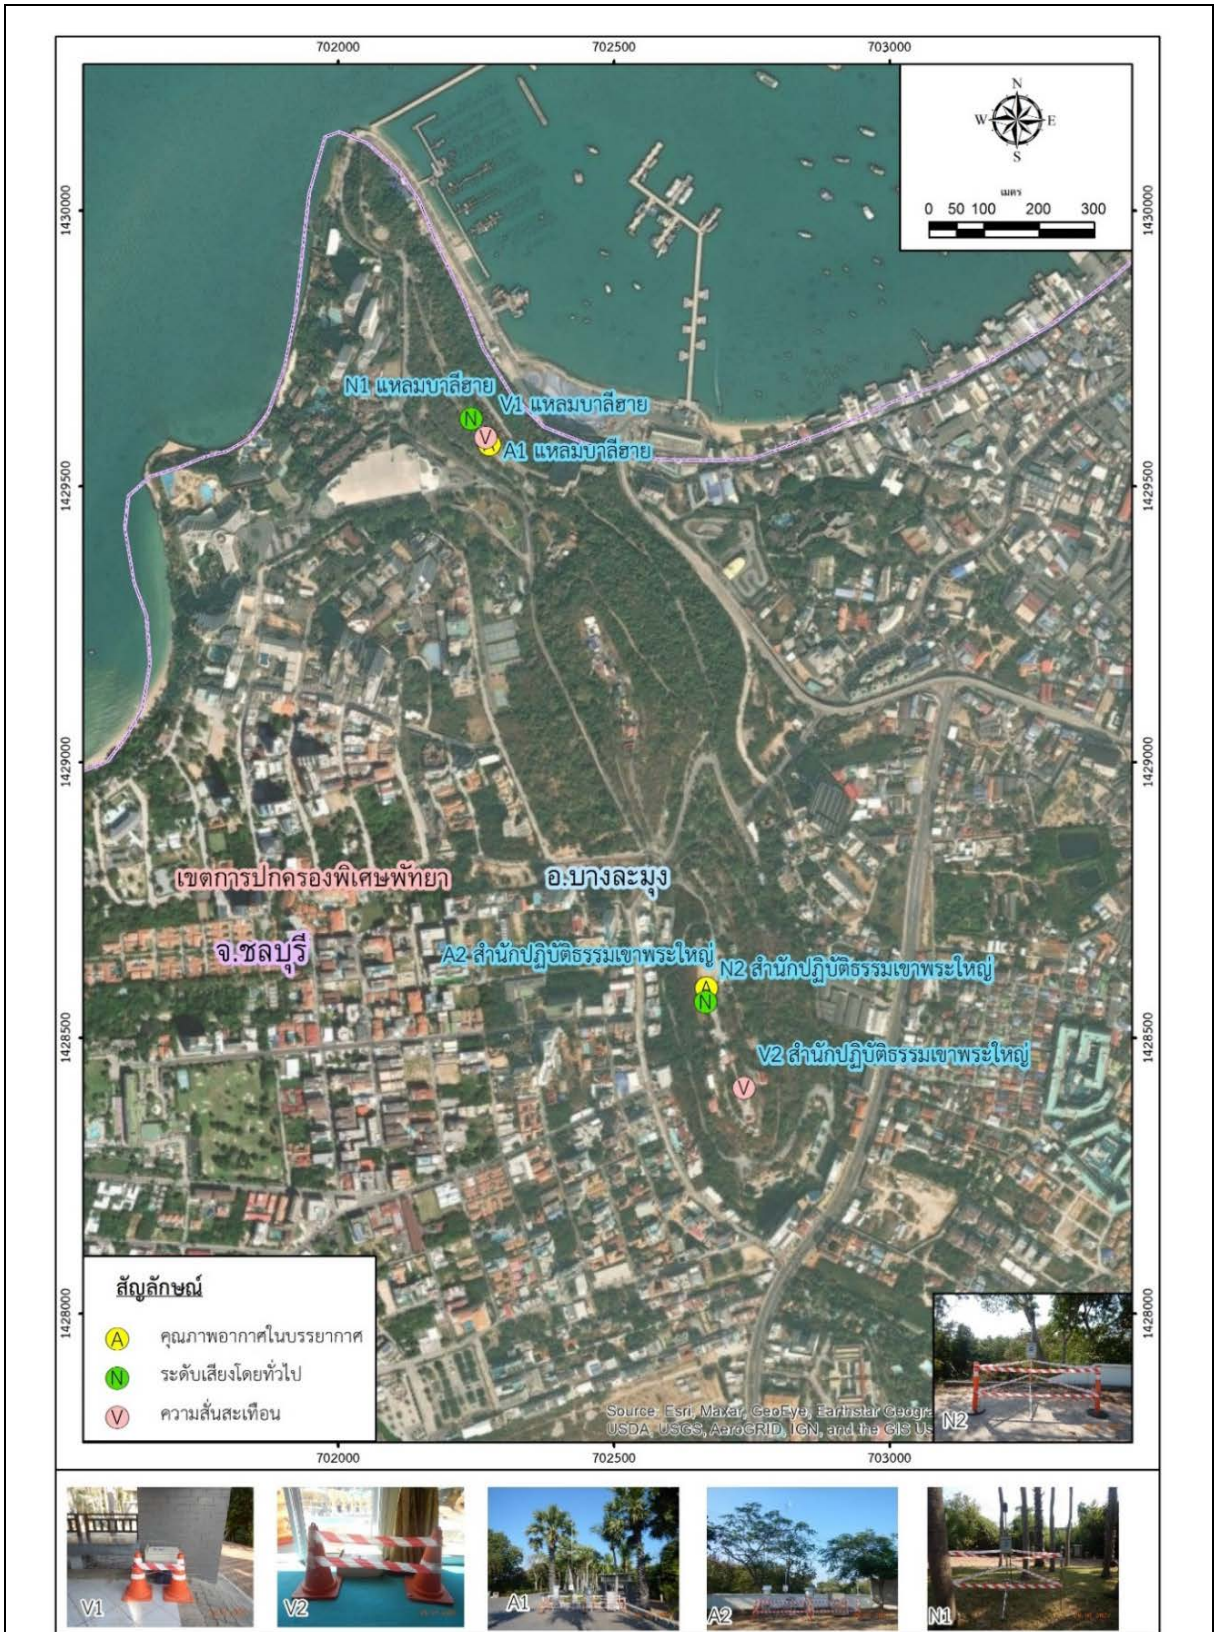 702000
702500
703000
N
W
E
S
เมตร
0 50 100 200 300
1430000
1430000
N1 แหลมบาลีฮาย
V1 แหลมบาลีฮาย
N
V
A1 แหลมบาลีฮาย
1429500
1429500
1429000
1429000
เขตการปกครองพิเศษพัทยา
อ.บางละมุง
จ.ชลบุรี
A2 สำนักปฏิบัติธรรมเขาพระใหญ่
N2 สำนักปฏิบัติธรรมเขาพระใหญ่
A
N
1428500
1428500
V2 สำนักปฏิบัติธรรมเขาพระใหญ่
V
สัญลักษณ์
A คุณภาพอากาศในบรรยากาศ
N ระดับเสียงโดยทั่วไป
V ความสั่นสะเทือน
1428000
1428000
Source: Esri, Maxar, GeoEye, Earthstar Geogra
USDA, USGS, AeroGRID, IGN, and the GIS Us
N2
702000
702500
703000
V1
V2
A1
A2
N1